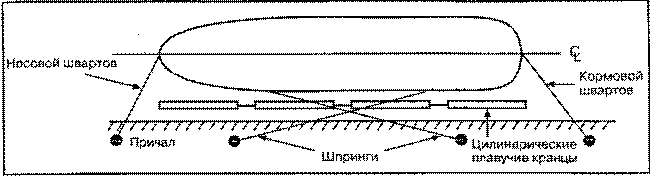 Носовой швартов
℄
Кормовой
швартов
Причал
Шпринги
Цилиндрические
плавучие кранцы